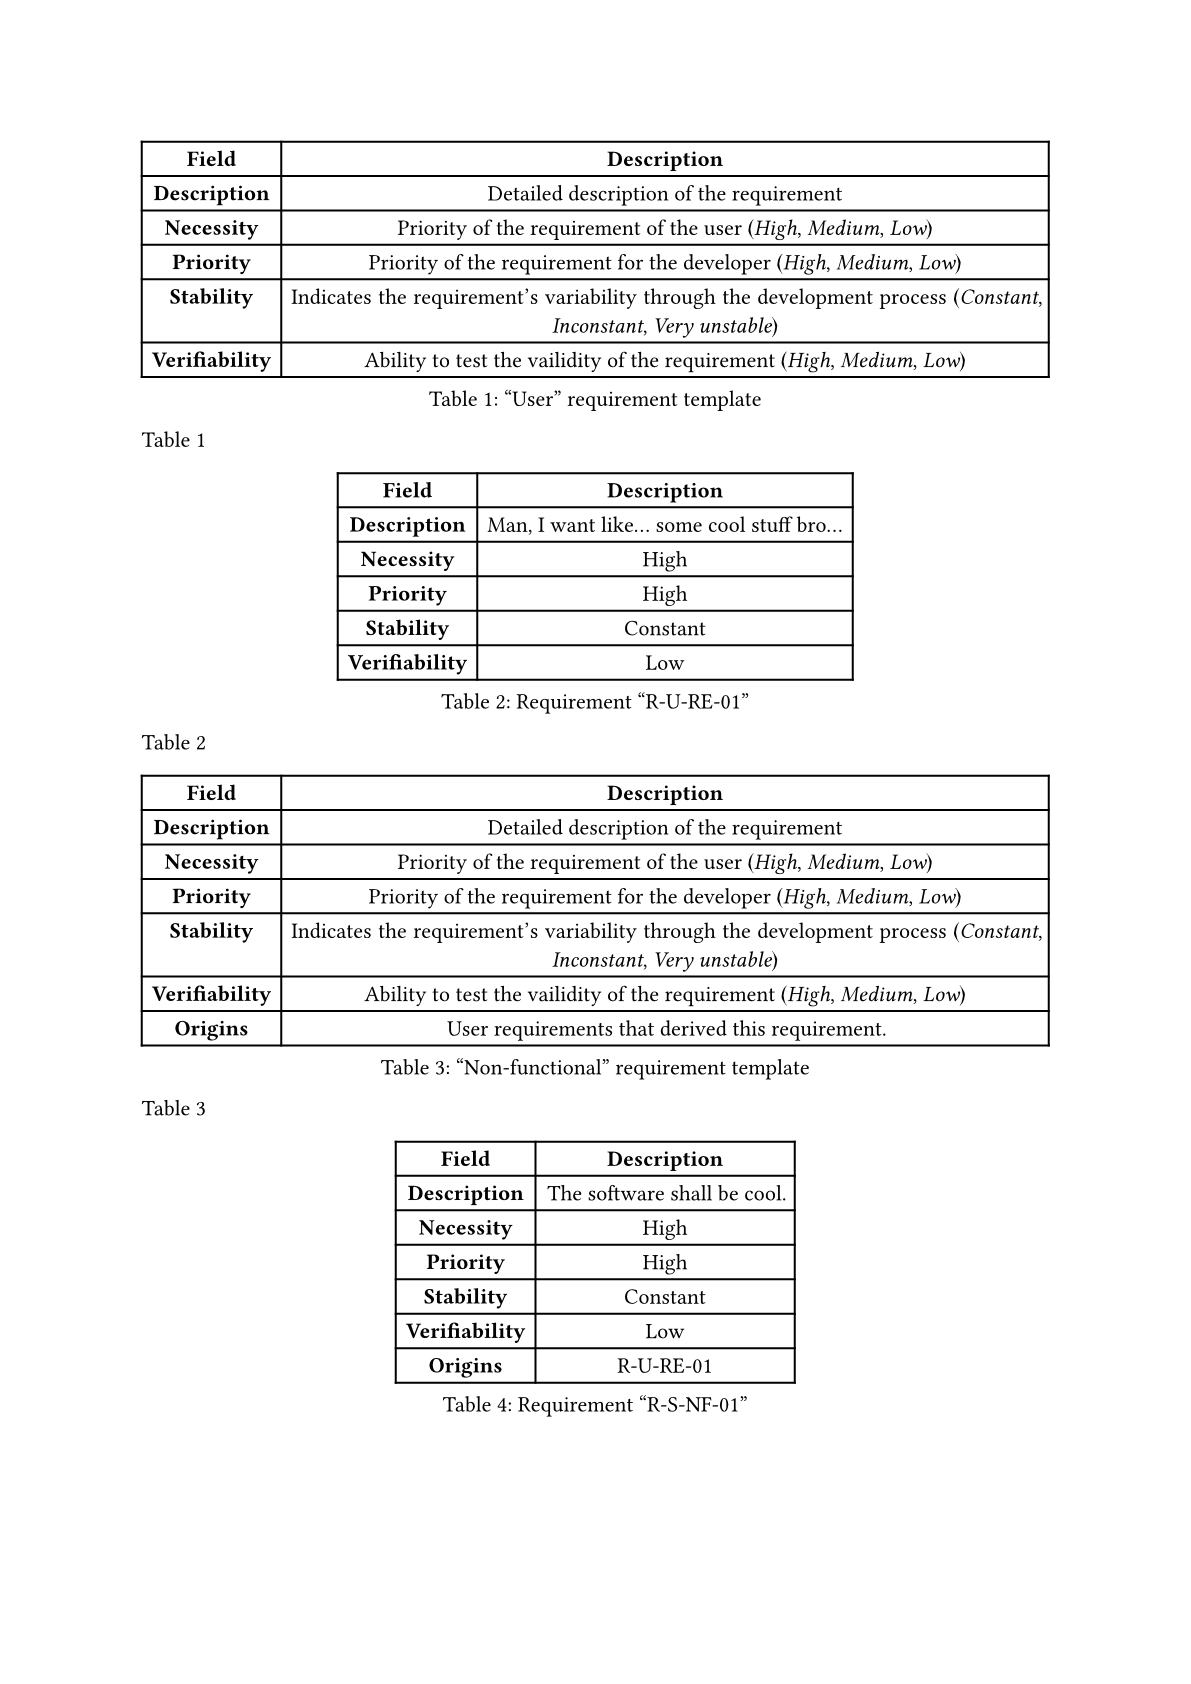 Field Description
Description Detailed description of the requirement
Necessity Priority of the requirement of the user (High, Medium, Low)
Priority Priority of the requirement for the developer (High, Medium, Low)
Stability Indicates the requirement’s variability through the development process (Constant,
Inconstant, Very unstable)
Verifiability Ability to test the vailidity of the requirement (High, Medium, Low)
Table 1: “User” requirement template
Table 1
Field Description
Description Man, I want like… some cool stuff bro…
Necessity High
Priority High
Stability Constant
Verifiability Low
Table 2: Requirement “R-U-RE-01”
Table 2
Field Description
Description Detailed description of the requirement
Necessity Priority of the requirement of the user (High, Medium, Low)
Priority Priority of the requirement for the developer (High, Medium, Low)
Stability Indicates the requirement’s variability through the development process (Constant,
Inconstant, Very unstable)
Verifiability Ability to test the vailidity of the requirement (High, Medium, Low)
Origins User requirements that derived this requirement.
Table 3: “Non-functional” requirement template
Table 3
Field Description
Description The software shall be cool.
Necessity High
Priority High
Stability Constant
Verifiability Low
Origins R-U-RE-01
Table 4: Requirement “R-S-NF-01”